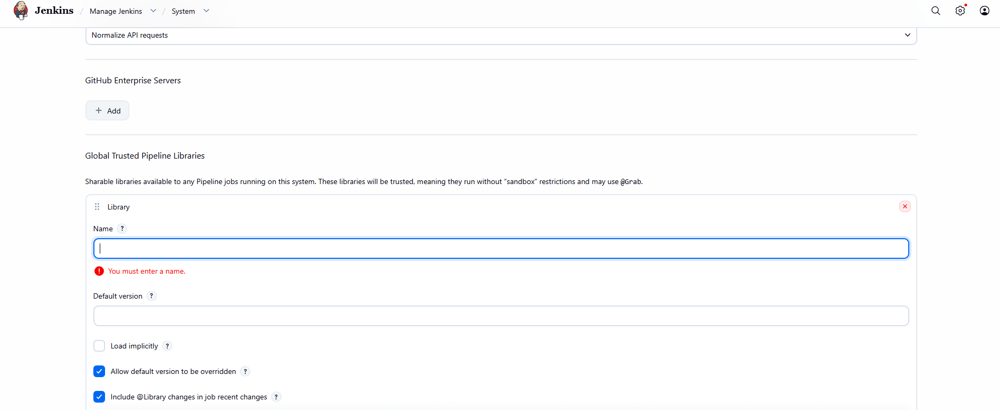 Jenkins / Manage Jenkins / System
Normalize API requests
GitHub Enterprise Servers
+ Add
Global Trusted Pipeline Libraries
Sharable libraries available to any Pipeline jobs running on this system. These libraries will be trusted, meaning they run without “sandbox” restrictions and may use @Grab.
Library
Name ?
You must enter a name.
Default version ?
Load implicitly ?
Allow default version to be overridden ?
Include @Library changes in job recent changes ?